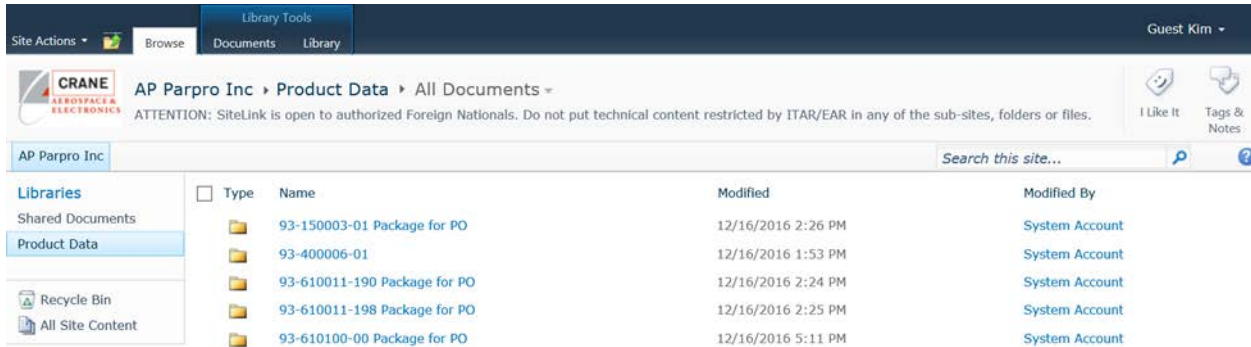 Library Tools
Guest Kim
Site Actions
Browse
Documents
Library
CRANE
AEROSPACE &
ELECTRONICS
AP Parpro Inc Product Data All Documents
ATTENTION: SiteLink is open to authorized Foreign Nationals. Do not put technical content restricted by ITAR/EAR in any of the sub-sites, folders or files.
I Like It
Tags &
Notes
AP Parpro Inc
Search this site...
Libraries
Shared Documents
Product Data
Recycle Bin
All Site Content
Type Name Modified Modified By
93-150003-01 Package for PO 12/16/2016 2:26 PM System Account
93-400006-01 12/16/2016 1:53 PM System Account
93-610011-190 Package for PO 12/16/2016 2:24 PM System Account
93-610011-198 Package for PO 12/16/2016 2:25 PM System Account
93-610100-00 Package for PO 12/16/2016 5:11 PM System Account